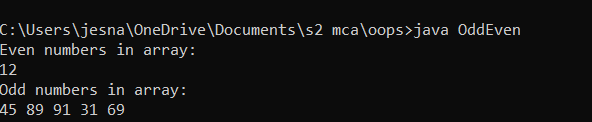 C:\Users\jesna\OneDrive\Documents\s2 mca\oops>java OddEven
Even numbers in array:
12
Odd numbers in array:
45 89 91 31 69